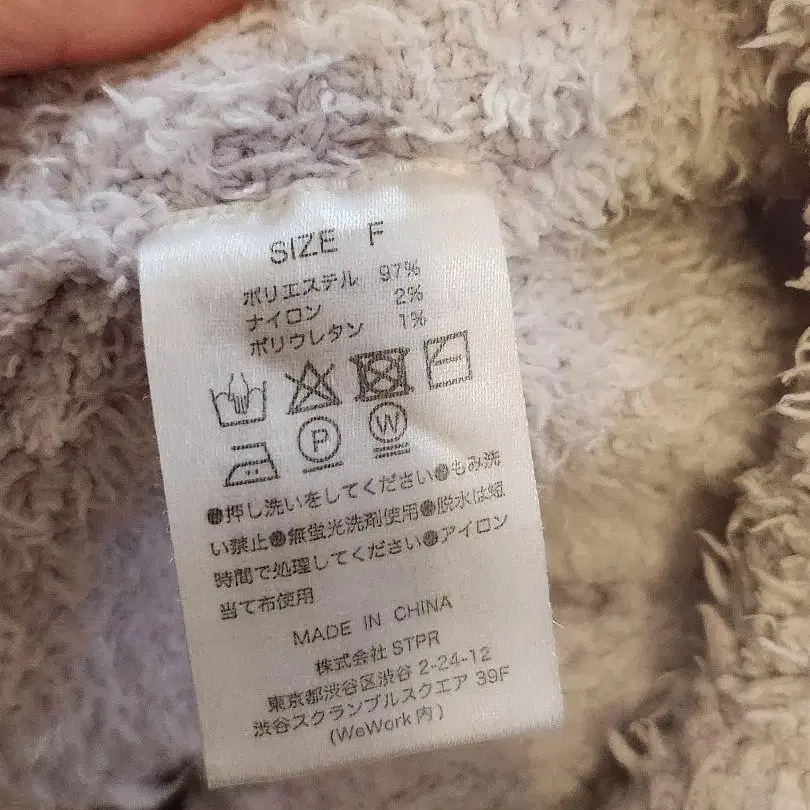 SIZE F
ポリエステル 97%
ナイロン 2%
ポリウレタン 1%
P W
●押し洗いをしてください●もみ洗
い禁止●無蛍光洗剤使用●脱水は短
時間で処理してください●アイロン
当て布使用
MADE IN CHINA
株式会社STPR
東京都渋谷区渋谷 2-24-12
渋谷スクランブルスクエア 39F
(WeWork内)